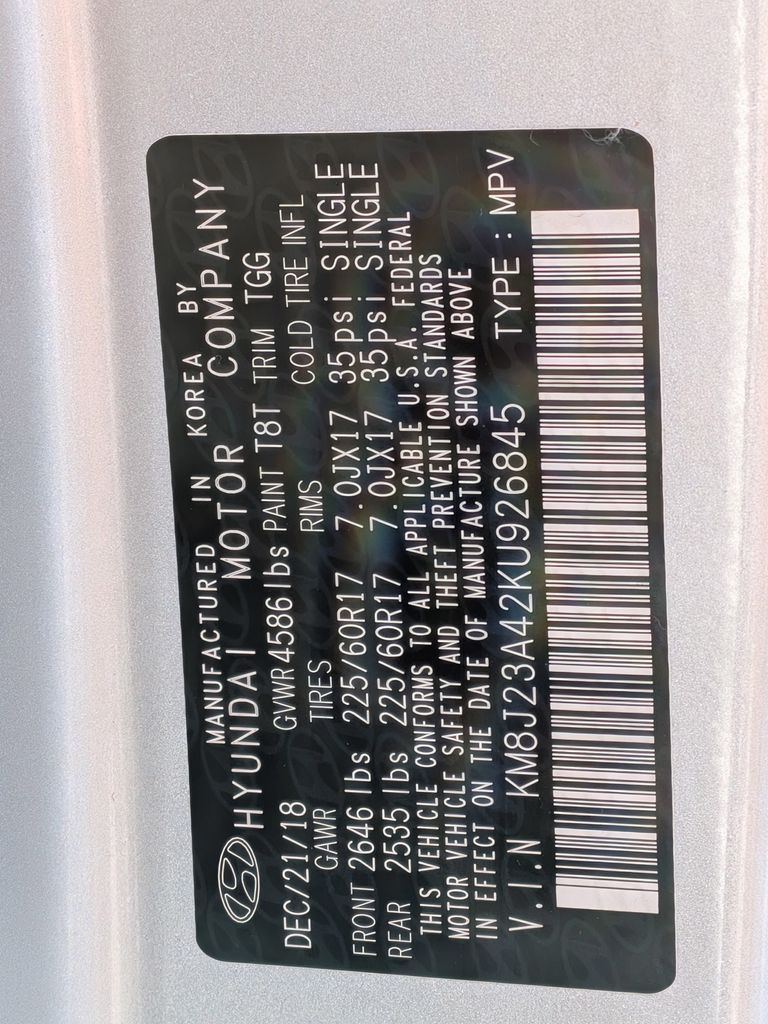 MANUFACTURED IN KOREA BY
HYUNDAI MOTOR COMPANY
DEC/21/18 GVWR 4586 lbs PAINT T8T TRIM TGG
GAWR TIRES RIMS COLD TIRE INFL
FRONT 2646 lbs 225/60R17 7.0JX17 35psi SINGLE
REAR 2535 lbs 225/60R17 7.0JX17 35psi SINGLE
THIS VEHICLE CONFORMS TO ALL APPLICABLE U.S.A. FEDERAL
MOTOR VEHICLE SAFETY AND THEFT PREVENTION STANDARDS
IN EFFECT ON THE DATE OF MANUFACTURE SHOWN ABOVE
V.I.N KM8J23A42KU926845 TYPE : MPV